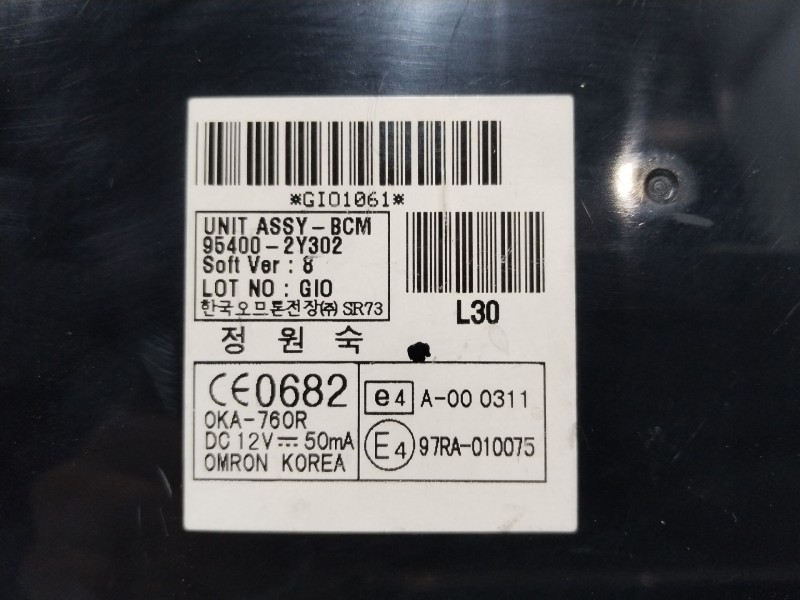 *GIO1061*
UNIT ASSY-BCM
95400-2Y302
Soft Ver : 8
LOT NO : GIO
한국오므론전장㈜ SR73
L30
정 원 숙
CE0682
OKA-760R
DC 12V⎓50mA
OMRON KOREA
e4 A-00 0311
E4 97RA-010075